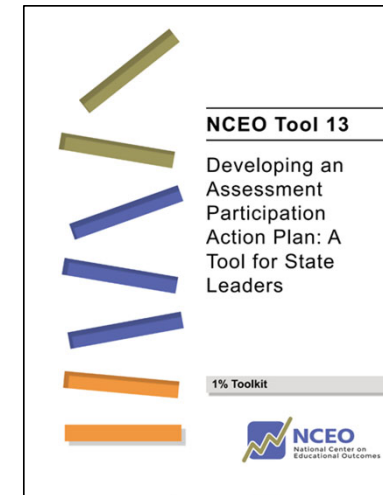 NCEO Tool 13
Developing an
Assessment
Participation
Action Plan: A
Tool for State
Leaders
1% Toolkit
NCEO
National Center on
Educational Outcomes